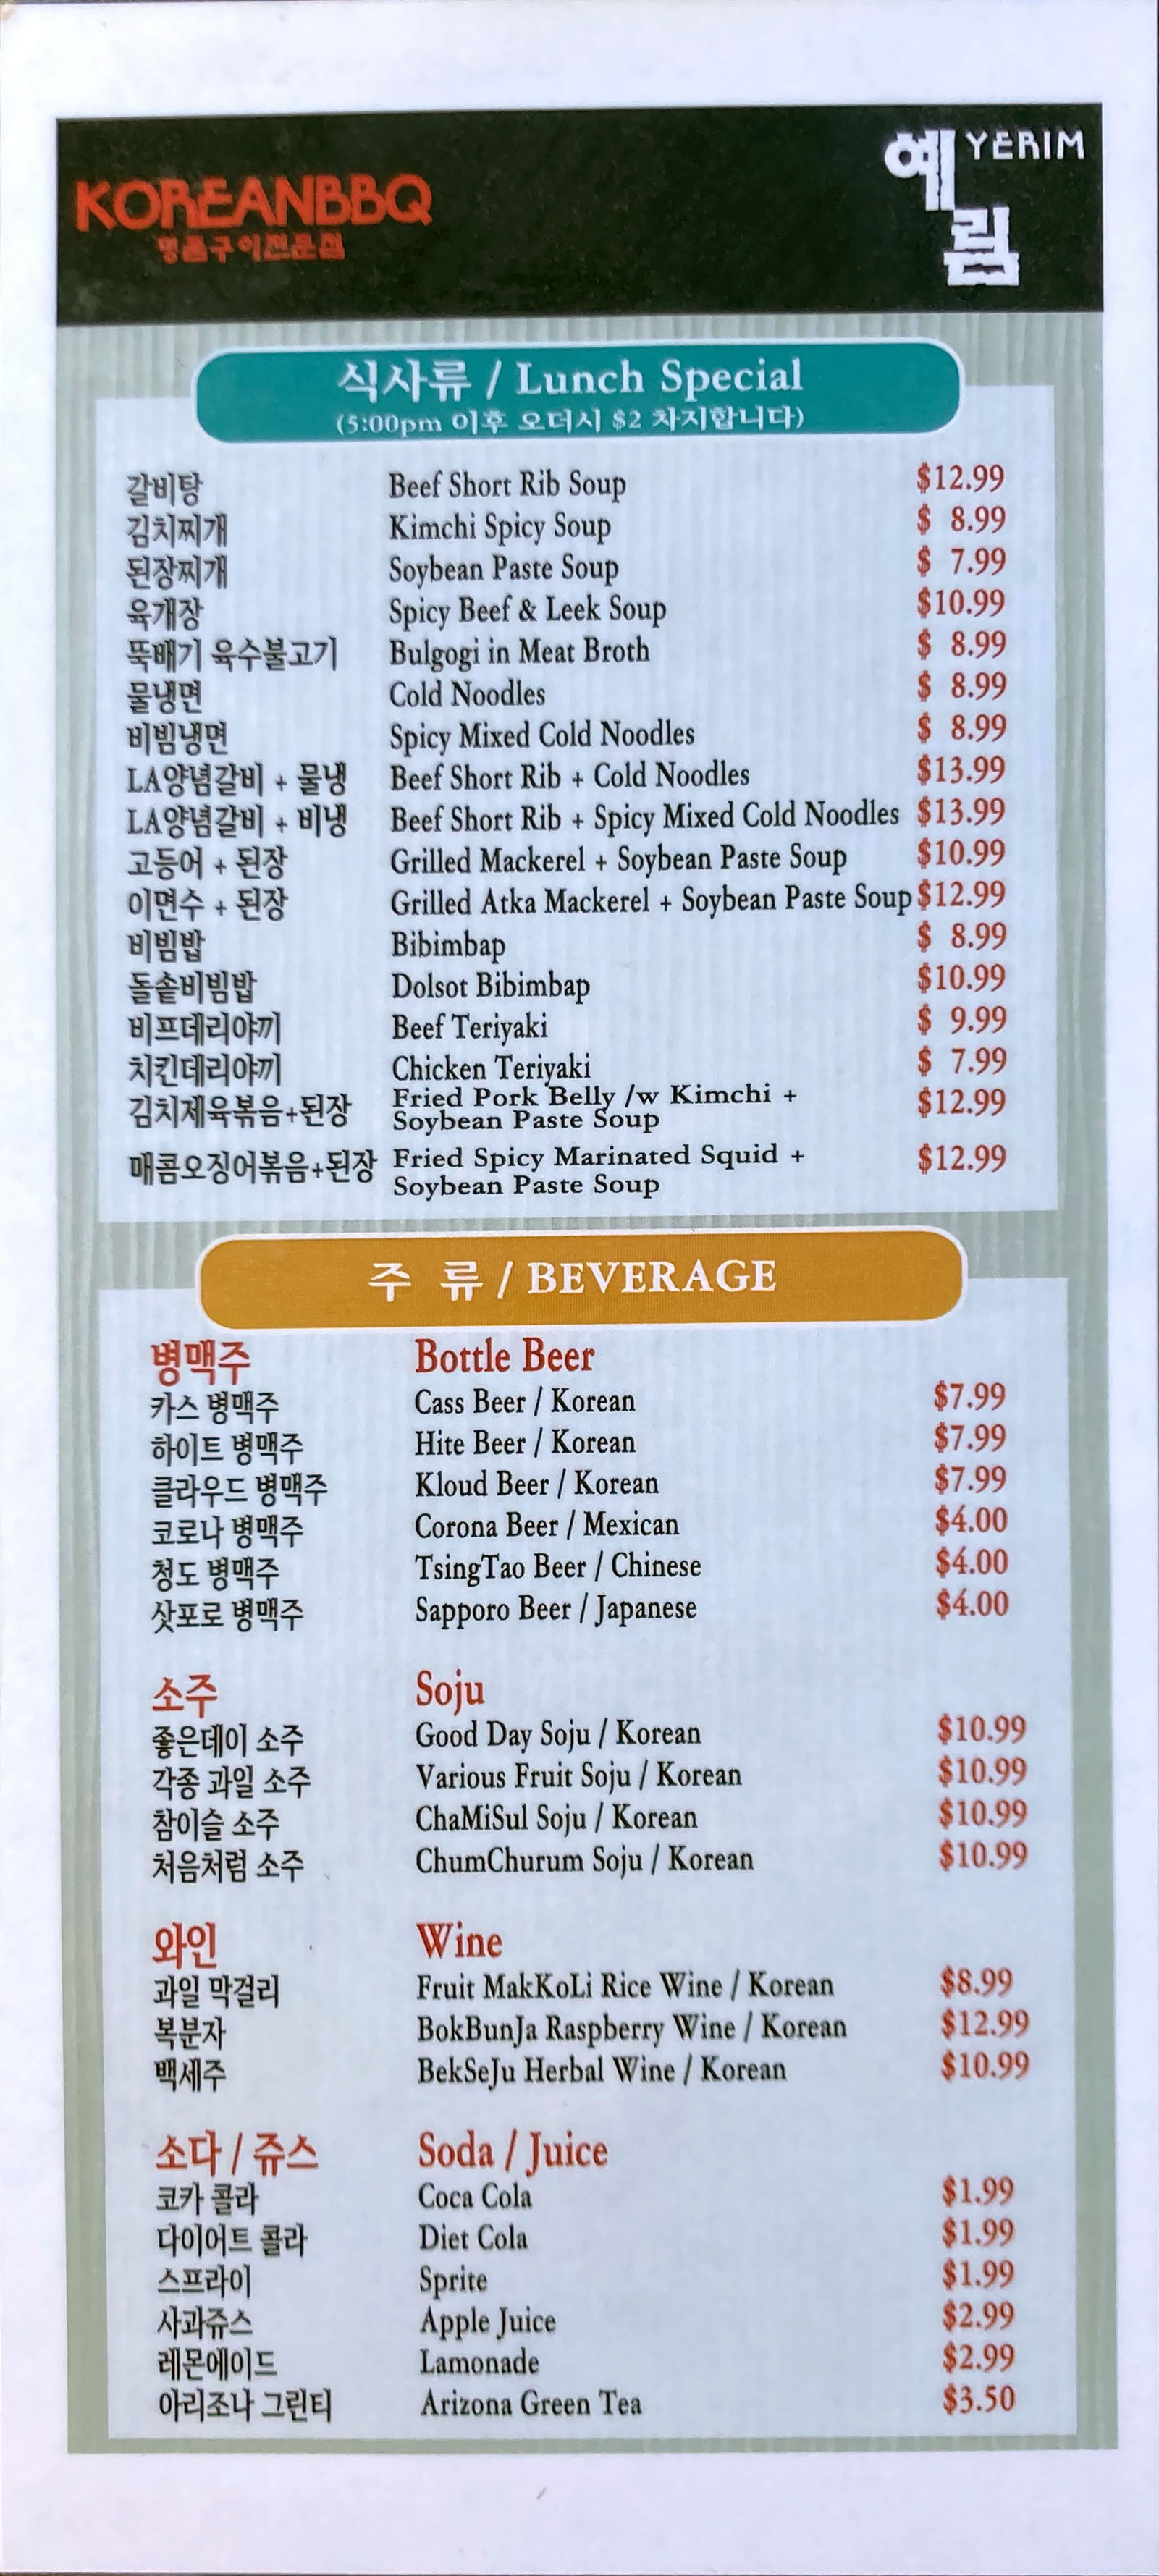 예 YERIM
림
KOREANBBQ
명품구이전문점
식사류 / Lunch Special
(5:00pm 이후 오더시 $2 차지합니다)
갈비탕 Beef Short Rib Soup $12.99
김치찌개 Kimchi Spicy Soup $ 8.99
된장찌개 Soybean Paste Soup $ 7.99
육개장 Spicy Beef & Leek Soup $10.99
뚝배기 육수불고기 Bulgogi in Meat Broth $ 8.99
물냉면 Cold Noodles $ 8.99
비빔냉면 Spicy Mixed Cold Noodles $ 8.99
LA양념갈비 + 물냉 Beef Short Rib + Cold Noodles $13.99
LA양념갈비 + 비냉 Beef Short Rib + Spicy Mixed Cold Noodles $13.99
고등어 + 된장 Grilled Mackerel + Soybean Paste Soup $10.99
이면수 + 된장 Grilled Atka Mackerel + Soybean Paste Soup $12.99
비빔밥 Bibimbap $ 8.99
돌솥비빔밥 Dolsot Bibimbap $10.99
비프데리야끼 Beef Teriyaki $ 9.99
치킨데리야끼 Chicken Teriyaki $ 7.99
김치제육볶음+된장 Fried Pork Belly /w Kimchi + $12.99
Soybean Paste Soup
매콤오징어볶음+된장 Fried Spicy Marinated Squid + $12.99
Soybean Paste Soup
주 류 / BEVERAGE
병맥주 Bottle Beer
카스 병맥주 Cass Beer / Korean $7.99
하이트 병맥주 Hite Beer / Korean $7.99
클라우드 병맥주 Kloud Beer / Korean $7.99
코로나 병맥주 Corona Beer / Mexican $4.00
청도 병맥주 TsingTao Beer / Chinese $4.00
삿포로 병맥주 Sapporo Beer / Japanese $4.00
소주 Soju
좋은데이 소주 Good Day Soju / Korean $10.99
각종 과일 소주 Various Fruit Soju / Korean $10.99
참이슬 소주 ChaMiSul Soju / Korean $10.99
처음처럼 소주 ChumChurum Soju / Korean $10.99
와인 Wine
과일 막걸리 Fruit MakKoLi Rice Wine / Korean $8.99
복분자 BokBunJa Raspberry Wine / Korean $12.99
백세주 BekSeJu Herbal Wine / Korean $10.99
소다 / 쥬스 Soda / Juice
코카 콜라 Coca Cola $1.99
다이어트 콜라 Diet Cola $1.99
스프라이 Sprite $1.99
사과쥬스 Apple Juice $2.99
레몬에이드 Lamonade $2.99
아리조나 그린티 Arizona Green Tea $3.50